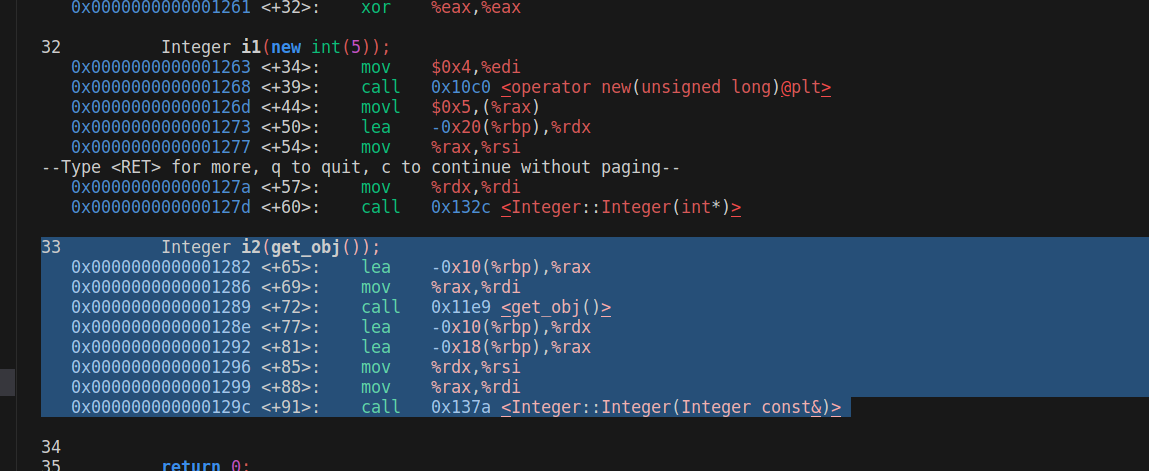 0x0000000000001261 <+32>: xor %eax,%eax
32 Integer i1(new int(5));
0x0000000000001263 <+34>: mov $0x4,%edi
0x0000000000001268 <+39>: call 0x10c0 <operator new(unsigned long)@plt>
0x000000000000126d <+44>: movl $0x5,(%rax)
0x0000000000001273 <+50>: lea -0x20(%rbp),%rdx
0x0000000000001277 <+54>: mov %rax,%rsi
--Type <RET> for more, q to quit, c to continue without paging--
0x000000000000127a <+57>: mov %rdx,%rdi
0x000000000000127d <+60>: call 0x132c <Integer::Integer(int*)>
33 Integer i2(get_obj());
0x0000000000001282 <+65>: lea -0x10(%rbp),%rax
0x0000000000001286 <+69>: mov %rax,%rdi
0x0000000000001289 <+72>: call 0x11e9 <get_obj()>
0x000000000000128e <+77>: lea -0x10(%rbp),%rdx
0x0000000000001292 <+81>: lea -0x18(%rbp),%rax
0x0000000000001296 <+85>: mov %rdx,%rsi
0x0000000000001299 <+88>: mov %rax,%rdi
0x000000000000129c <+91>: call 0x137a <Integer::Integer(Integer const&)>
34
35 return 0;